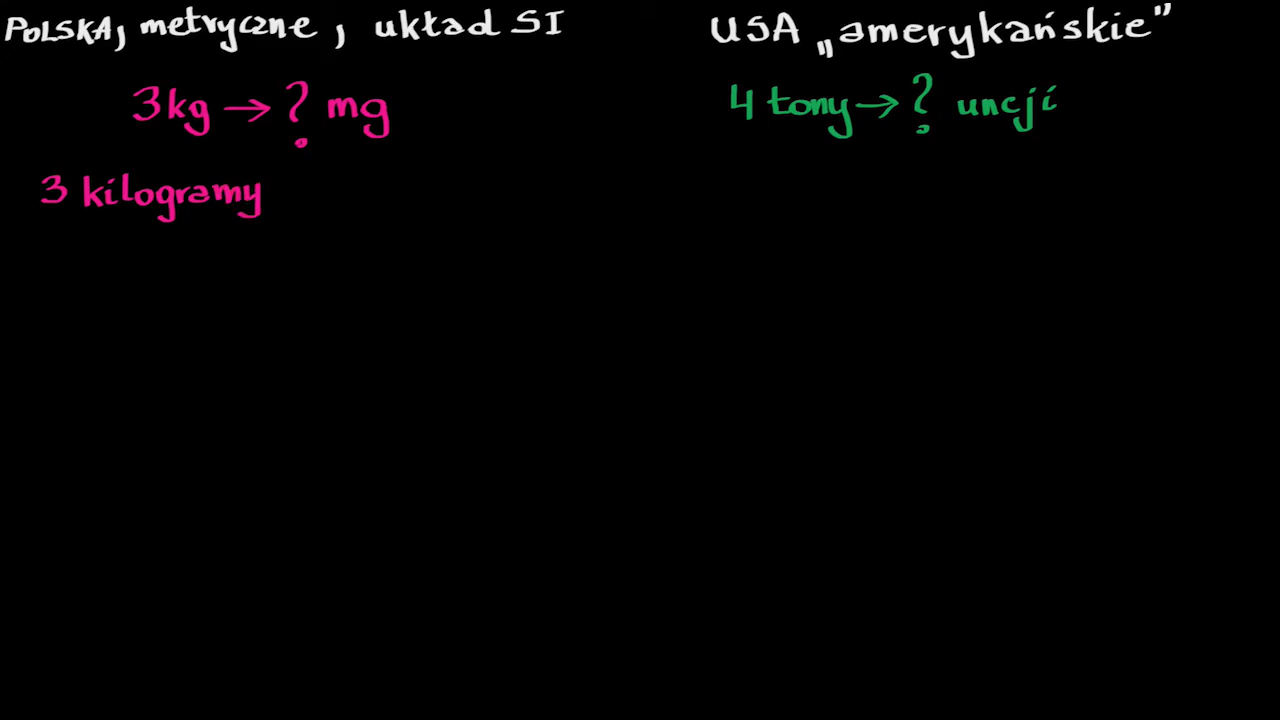 POLSKA, metryczne, układ SI
3kg → ? mg
3 kilogramy
USA „amerykańskie”
4 tony → ? uncji